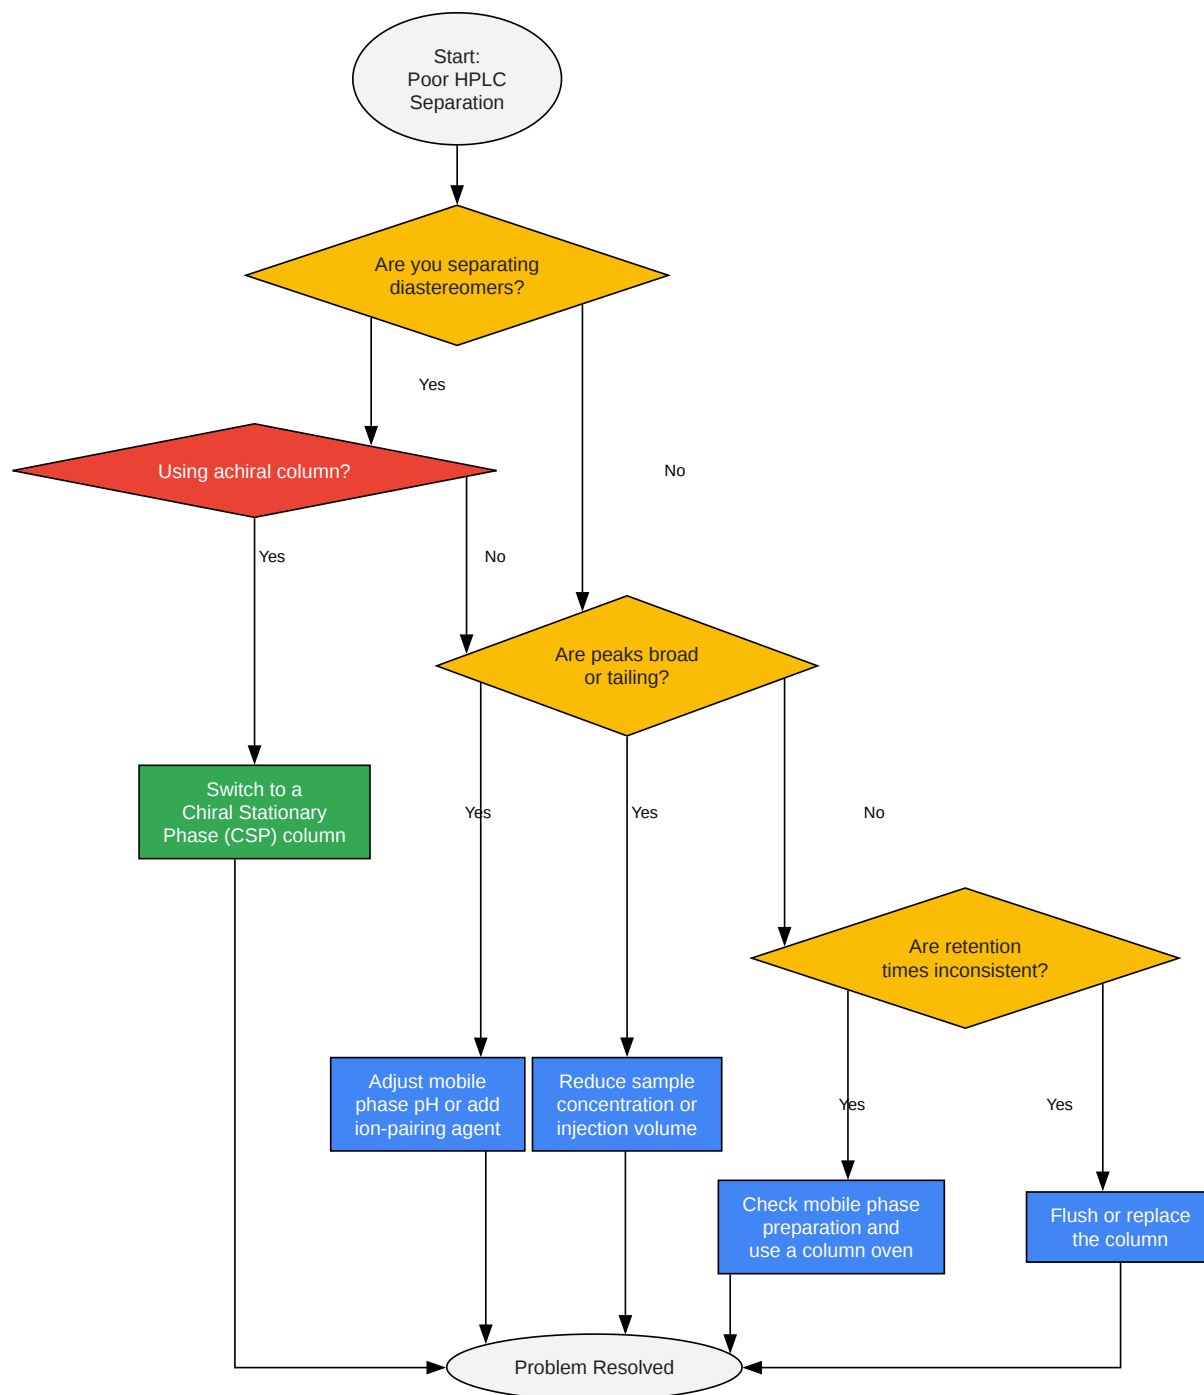 Start:
Poor HPLC
Separation
Are you separating
diastereomers?
Yes
Using achiral column?
No
Yes
No
Are peaks broad
or tailing?
Switch to a
Chiral Stationary
Phase (CSP) column
Yes
Yes
No
Are retention
times inconsistent?
Adjust mobile
phase pH or add
ion-pairing agent
Reduce sample
concentration or
injection volume
Yes
Yes
Check mobile phase
preparation and
use a column oven
Flush or replace
the column
Problem Resolved